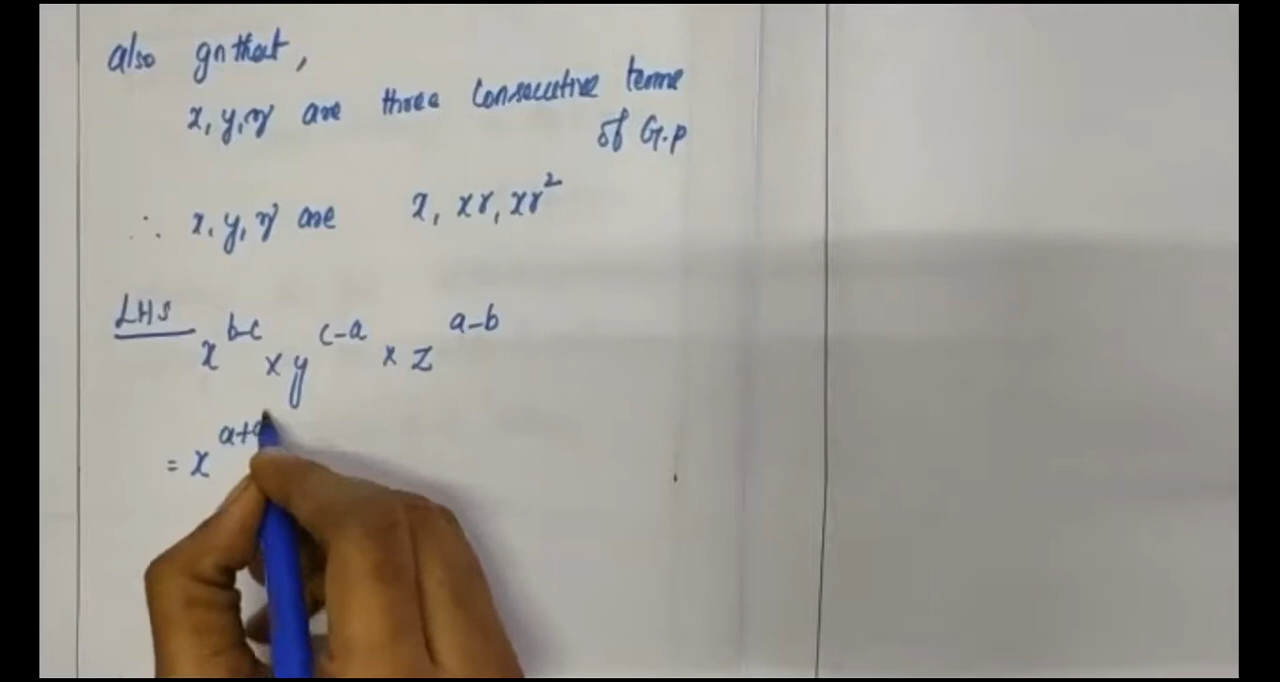 also gn that,
x, y, z are three consecutive terms
of G.P
∴ x, y, z are x, xr, xr²
LHS
x^{b-c} × y^{c-a} × z^{a-b}
= x^{a+d